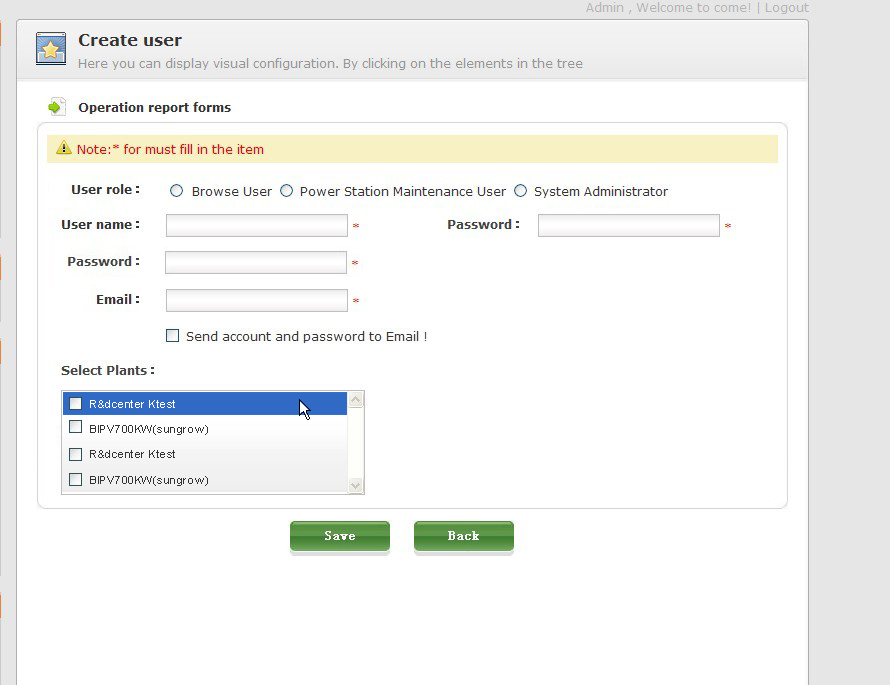 Admin , Welcome to come! | Logout
Create user
Here you can display visual configuration. By clicking on the elements in the tree
Operation report forms
Note:* for must fill in the item
User role : Browse User Power Station Maintenance User System Administrator
User name : * Password : *
Password : *
Email : *
Send account and password to Email !
Select Plants :
R&dcenter Ktest
BIPV700KW(sungrow)
R&dcenter Ktest
BIPV700KW(sungrow)
Save Back